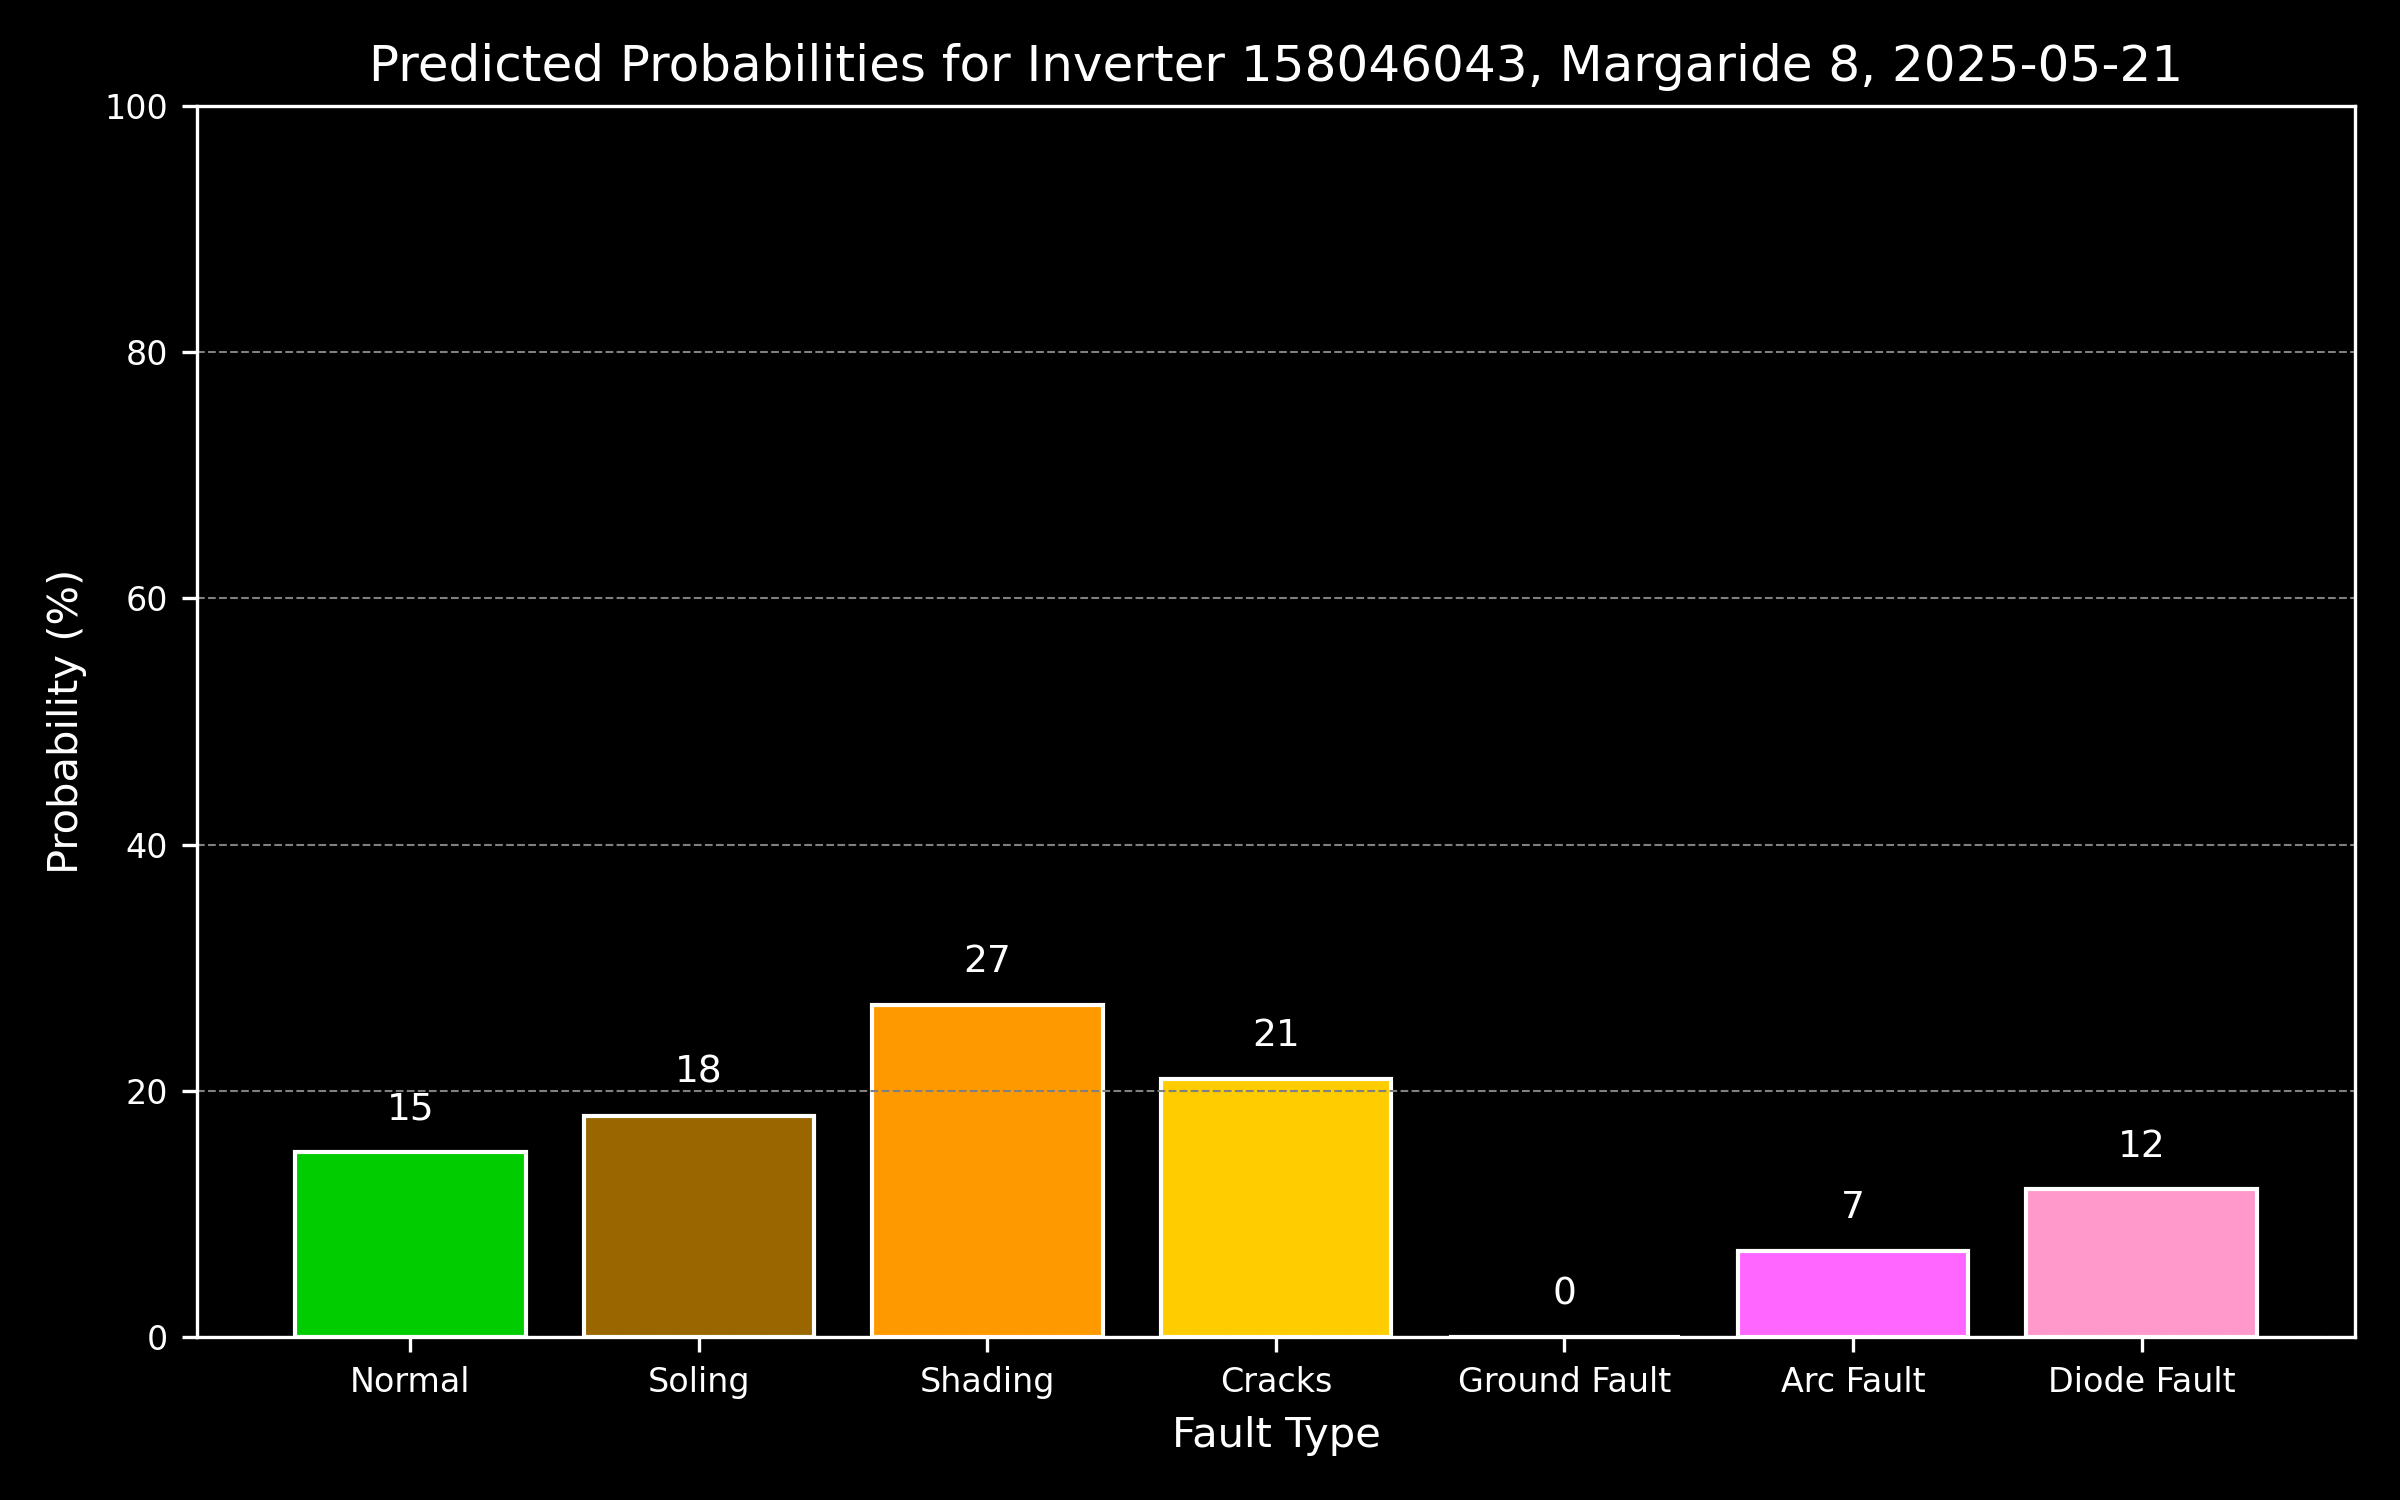 Predicted Probabilities for Inverter 158046043, Margaride 8, 2025-05-21
Probability (%)
100
80
60
40
20
0
15
18
27
21
0
7
12
Normal
Soling
Shading
Cracks
Ground Fault
Arc Fault
Diode Fault
Fault Type